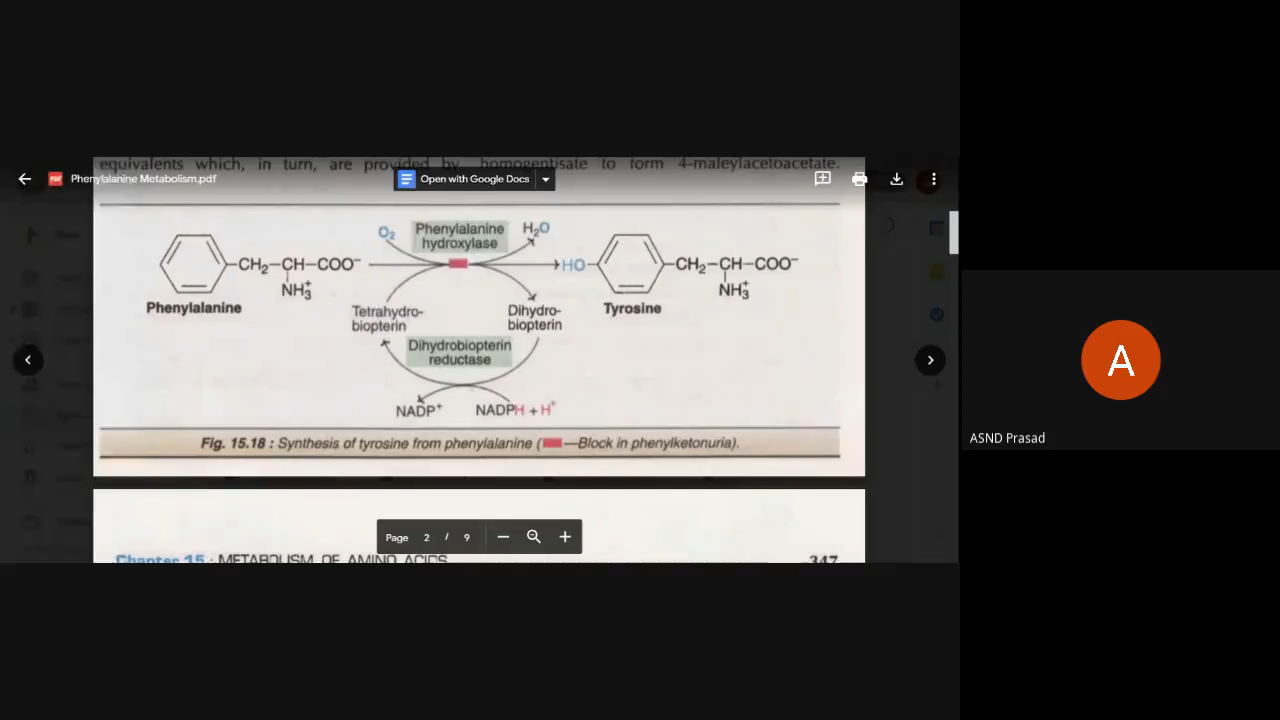 equivalents which, in turn, are provided by homogentisate to form 4-maleylacetoacetate.
Phenylalanine Metabolism.pdf
Open with Google Docs
O₂
Phenylalanine
hydroxylase
H₂O
CH₂–CH–COO⁻
NH₃⁺
Phenylalanine
HO
CH₂–CH–COO⁻
NH₃⁺
Tyrosine
Tetrahydro-
biopterin
Dihydro-
biopterin
Dihydrobiopterin
reductase
NADP⁺
NADPH + H⁺
Fig. 15.18 : Synthesis of tyrosine from phenylalanine ( —Block in phenylketonuria).
Page 2 / 9
Chapter 15 : METABOLISM OF AMINO ACIDS
347
A
ASND Prasad